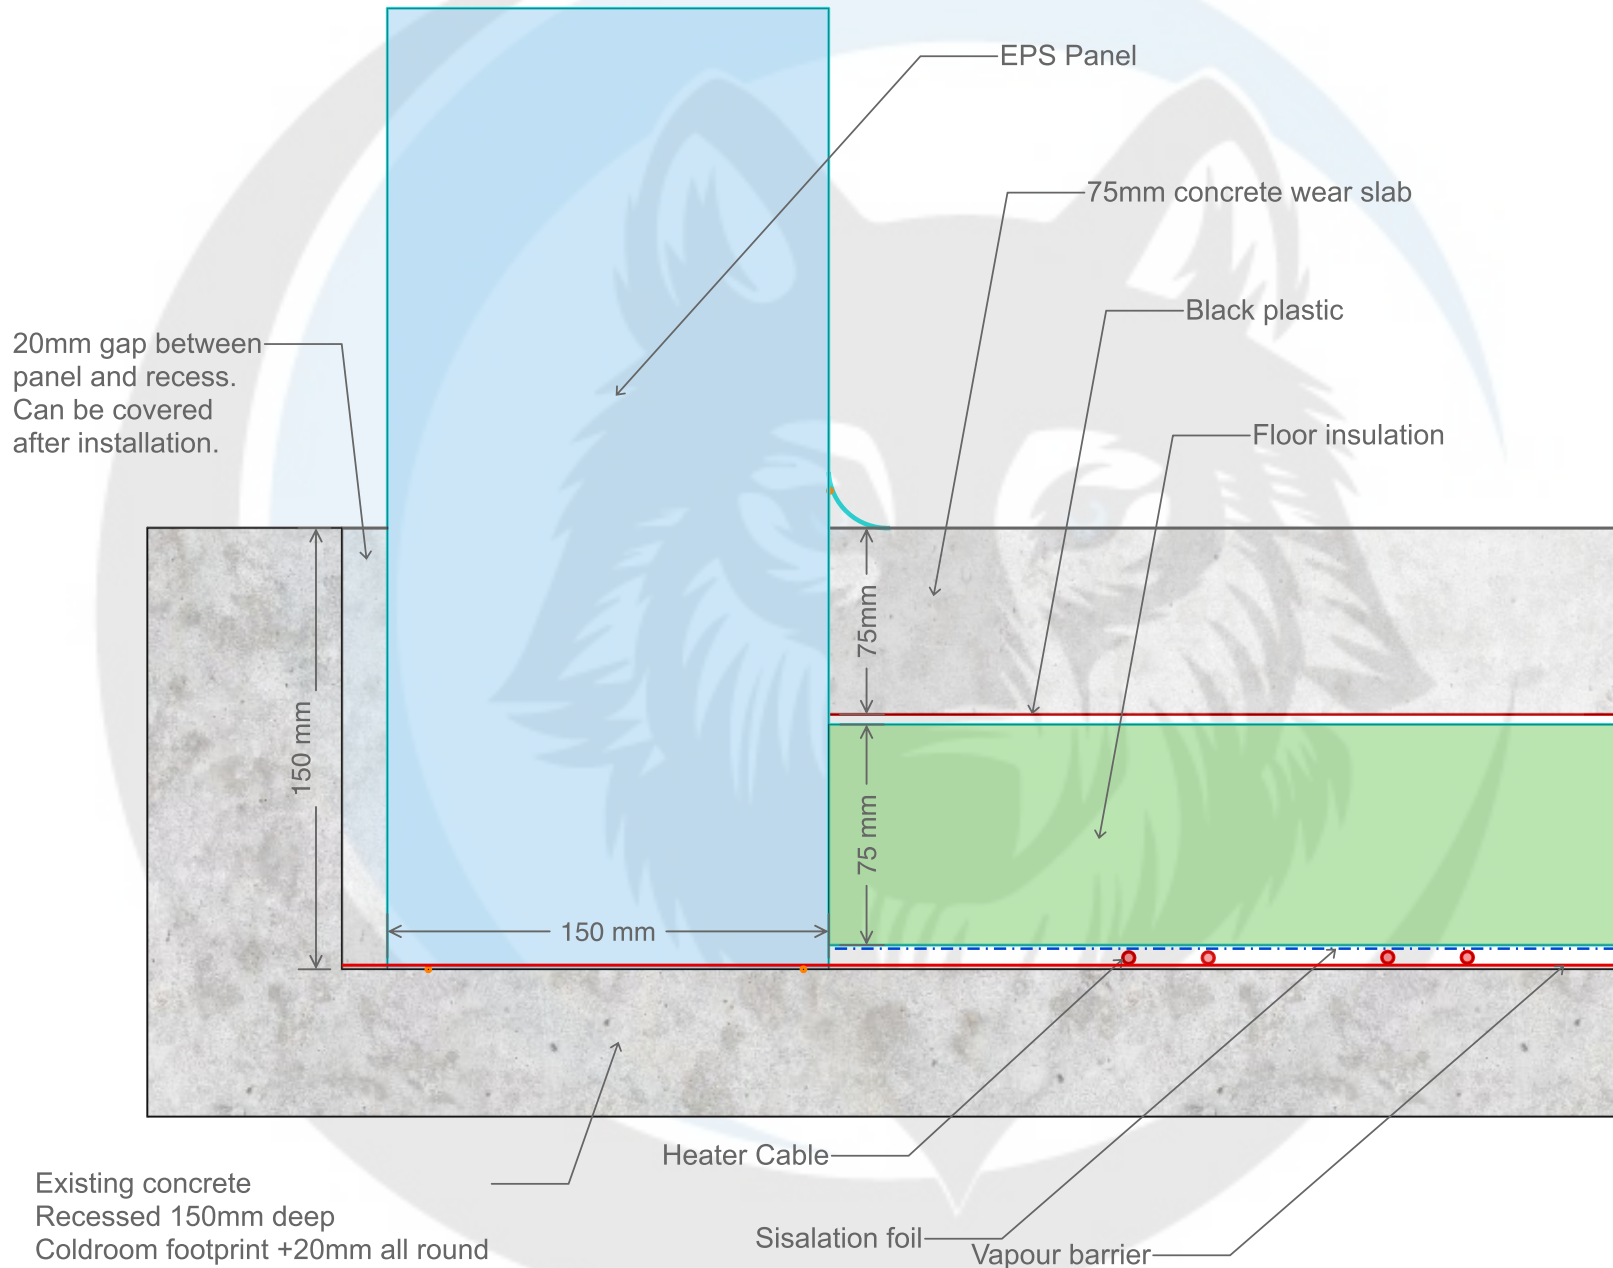 EPS Panel
75mm concrete wear slab
Black plastic
20mm gap between
panel and recess.
Can be covered
after installation.
Floor insulation
75mm
150 mm
75 mm
150 mm
Heater Cable
Existing concrete
Recessed 150mm deep
Coldroom footprint +20mm all round
Sisalation foil
Vapour barrier